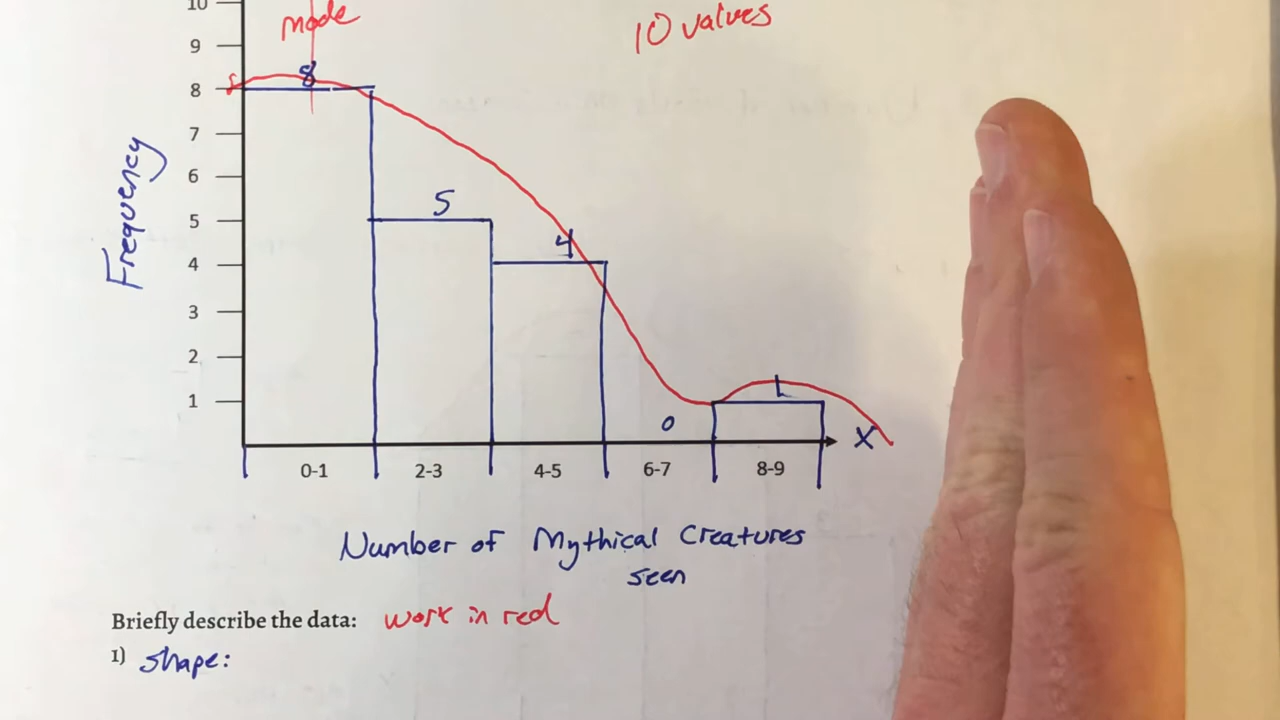 10
mode
10 values
9
8
8
7
6
5
5
4
4
3
2
1
0
1
x
Frequency
0-1 2-3 4-5 6-7 8-9
Number of Mythical Creatures
seen
Briefly describe the data: work in red
1) shape: